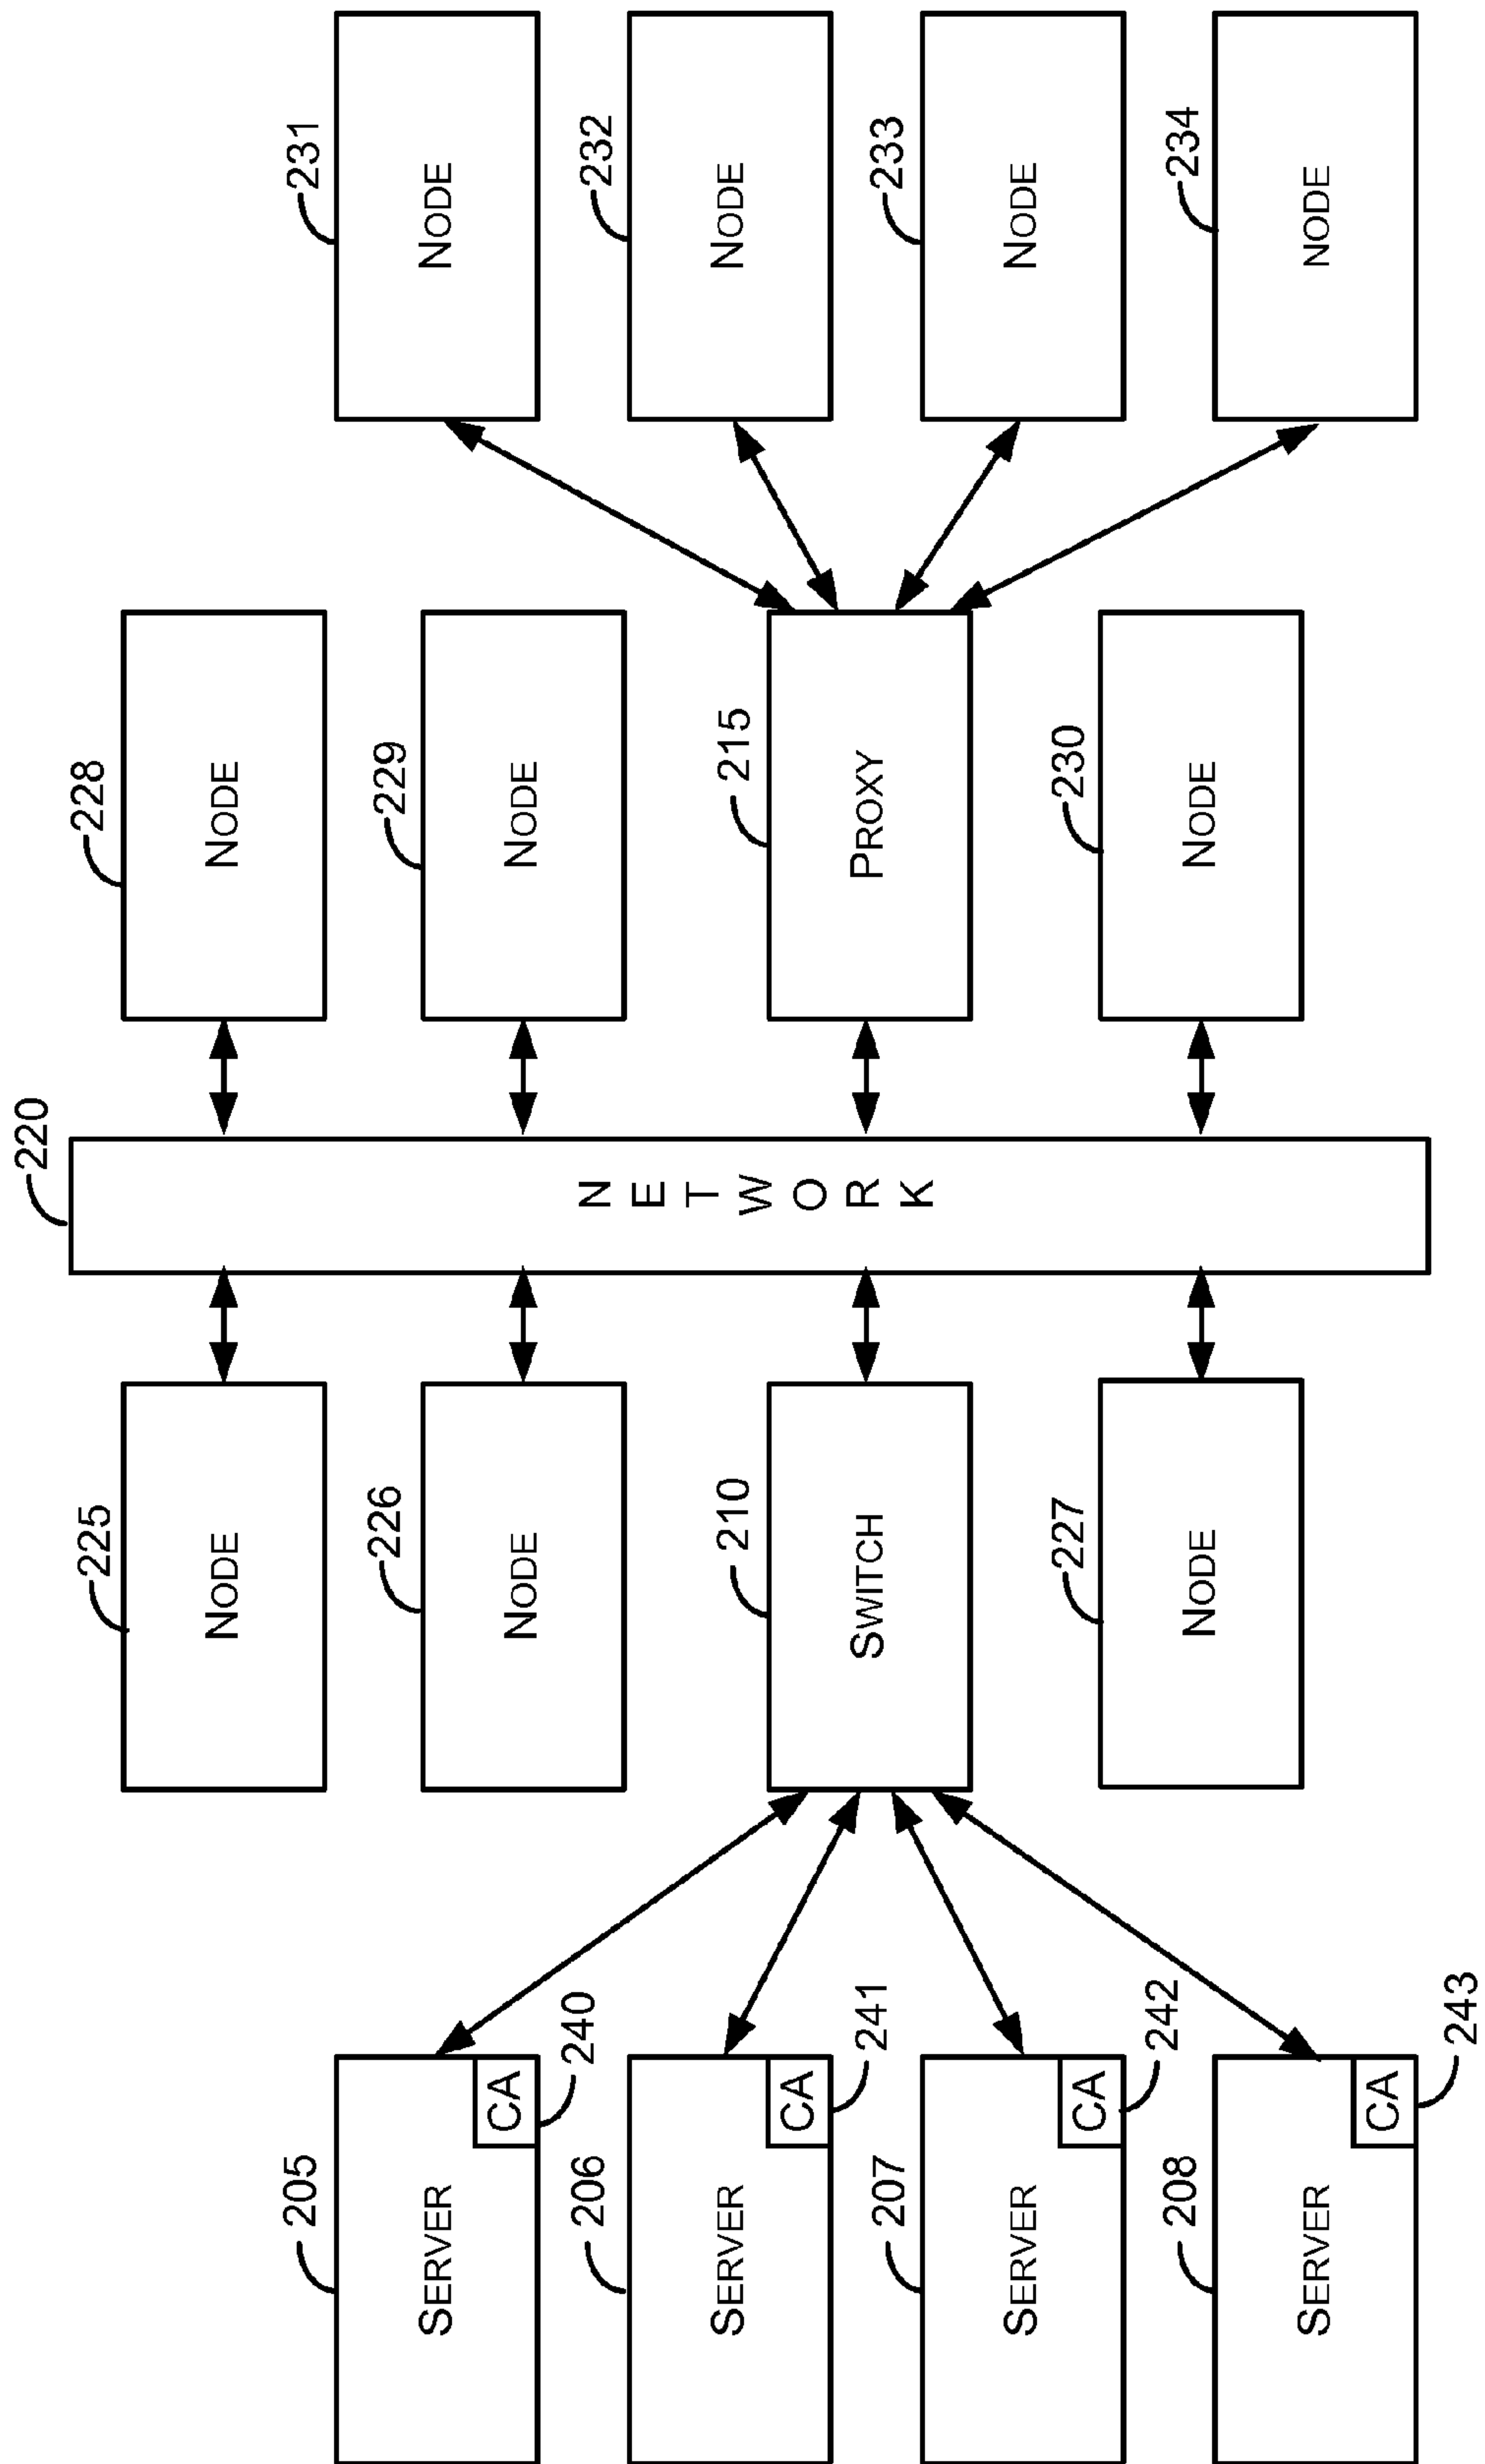 205
SERVER
CA
240
206
SERVER
CA
241
207
SERVER
CA
242
208
SERVER
CA
243
225
NODE
226
NODE
210
SWITCH
227
NODE
220
NETWORK
228
NODE
229
NODE
215
PROXY
230
NODE
231
NODE
232
NODE
233
NODE
234
NODE